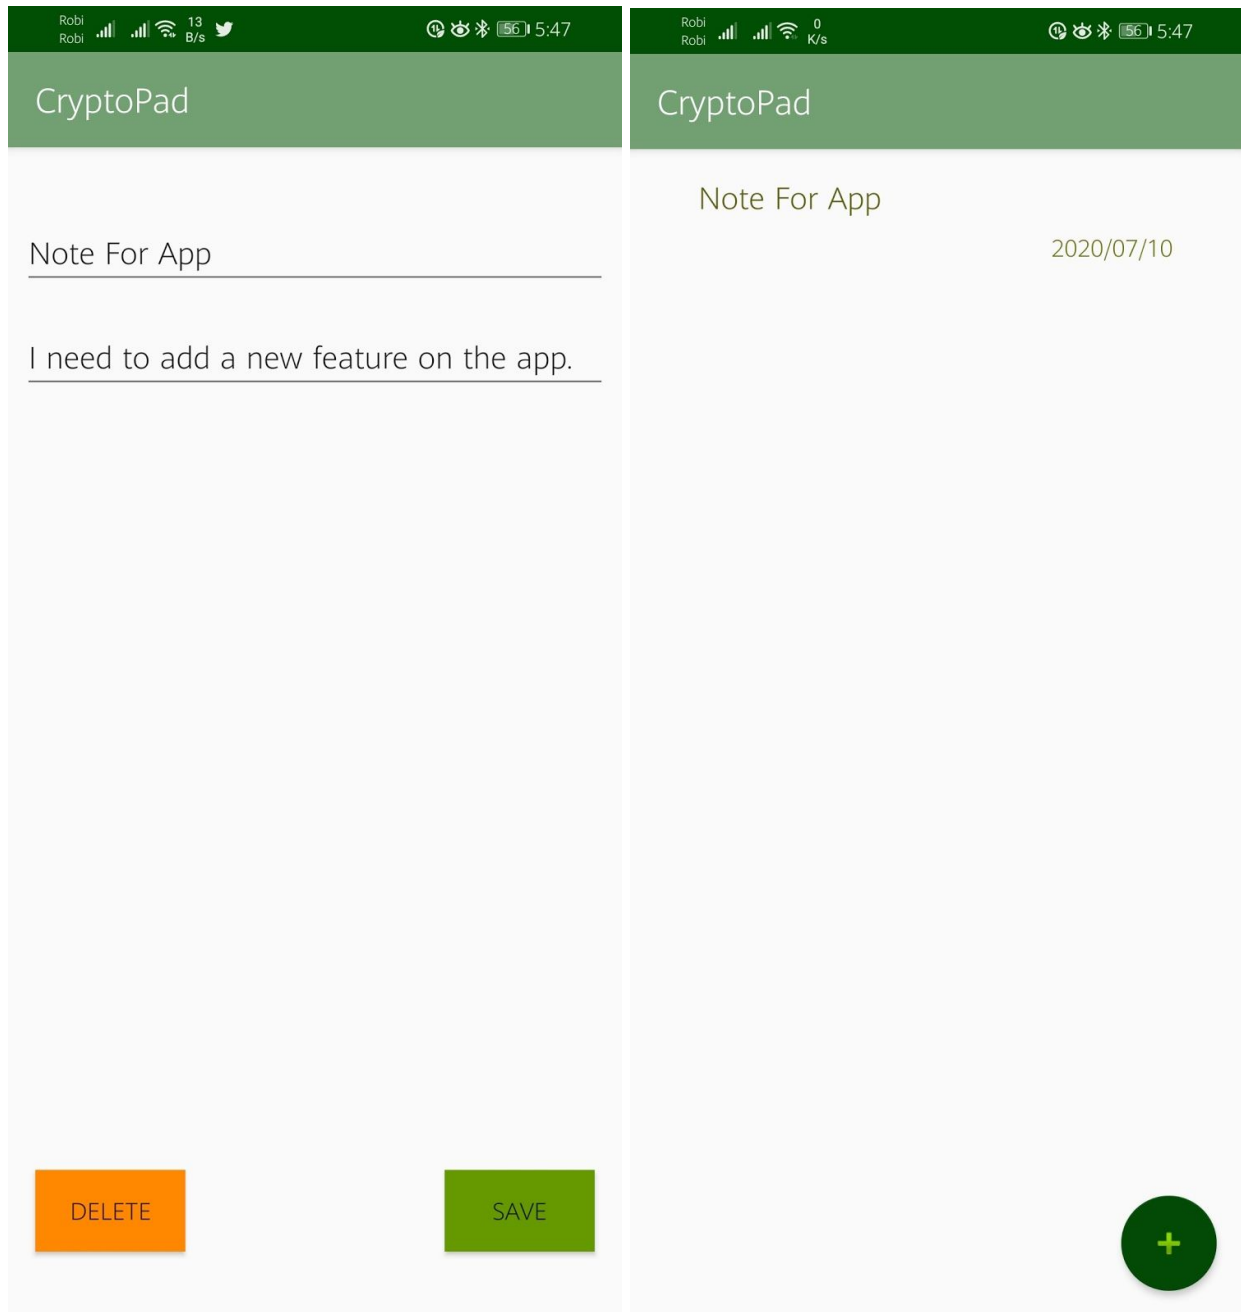 Robi
Robi
13
B/s
56
5:47
CryptoPad
Note For App
I need to add a new feature on the app.
DELETE
SAVE
Robi
Robi
0
K/s
56
5:47
CryptoPad
Note For App
2020/07/10
+